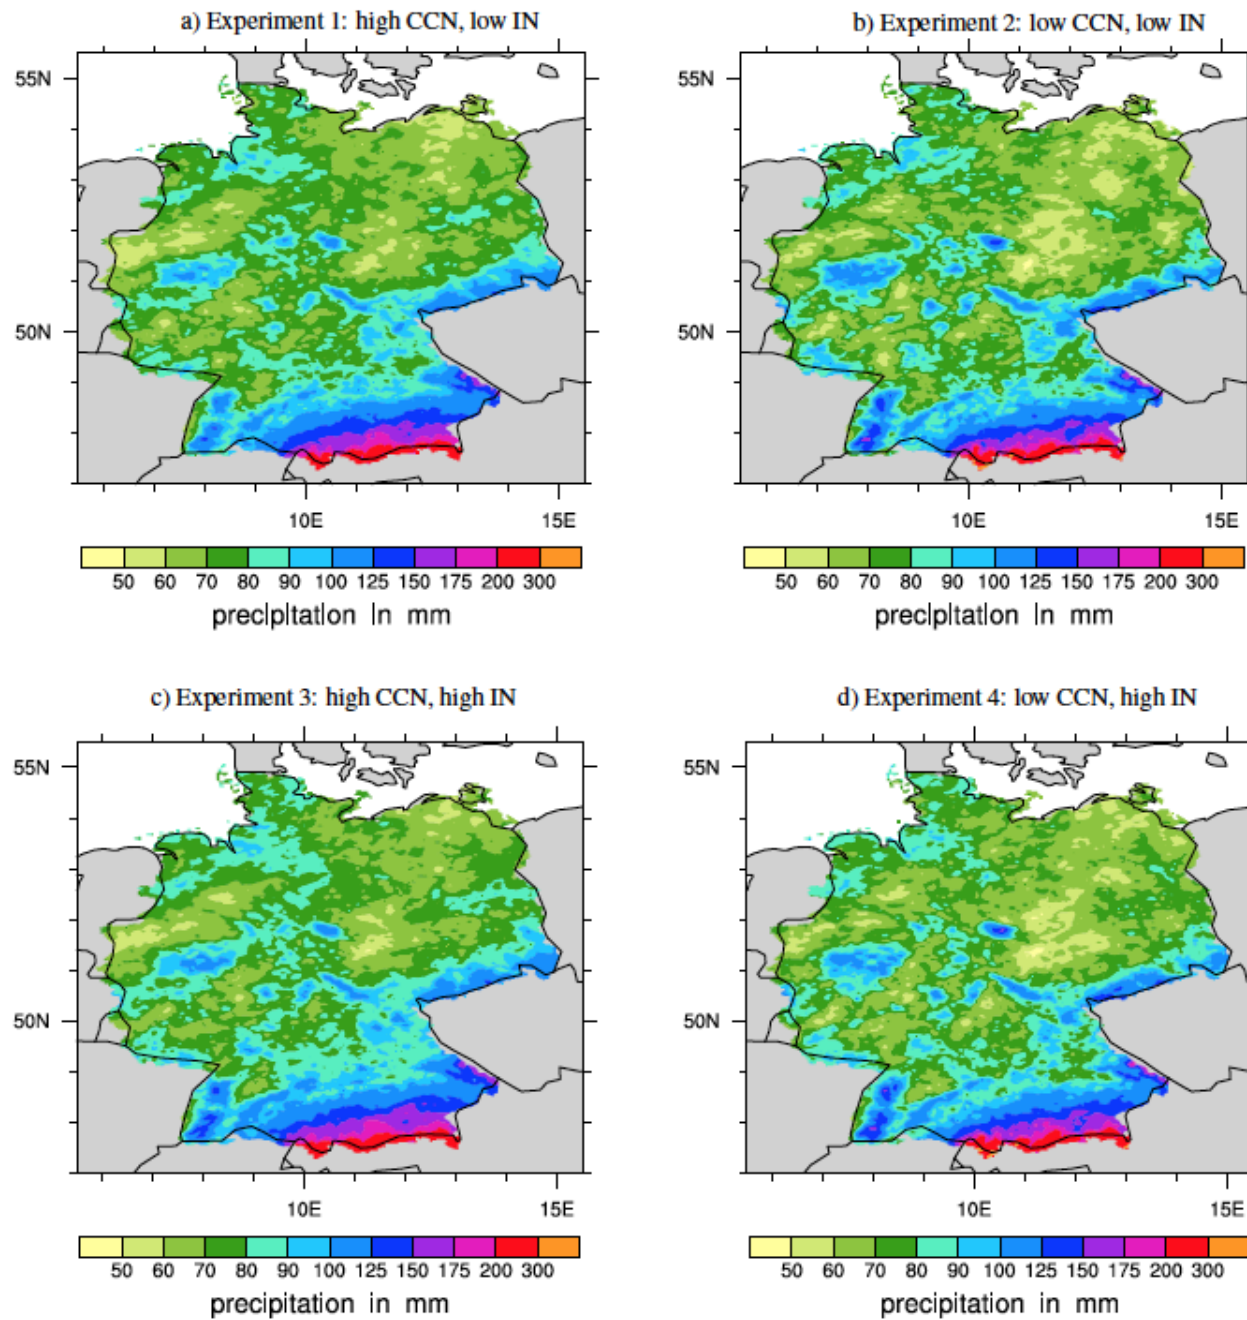 a) Experiment 1: high CCN, low IN
b) Experiment 2: low CCN, low IN
55N
50N
10E 15E
50 60 70 80 90 100 125 150 175 200 300
precipitation in mm
55N
50N
10E 15E
50 60 70 80 90 100 125 150 175 200 300
precipitation in mm
c) Experiment 3: high CCN, high IN
d) Experiment 4: low CCN, high IN
55N
50N
10E 15E
50 60 70 80 90 100 125 150 175 200 300
precipitation in mm
55N
50N
10E 15E
50 60 70 80 90 100 125 150 175 200 300
precipitation in mm